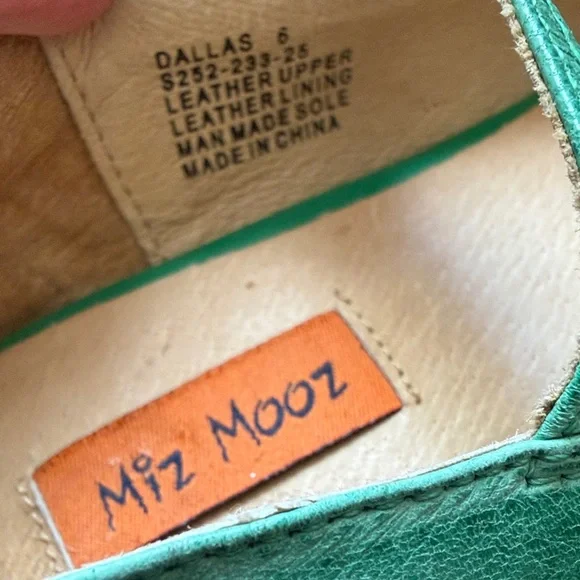 DALLAS 6
S252-233-25
LEATHER UPPER
LEATHER LINING
MAN MADE SOLE
MADE IN CHINA
Miz Mooz